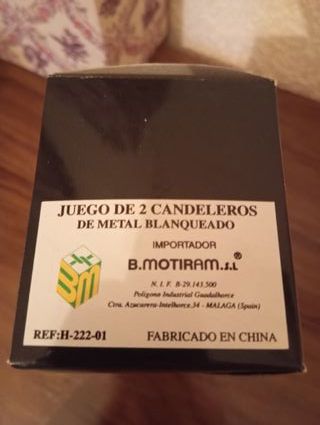 JUEGO DE 2 CANDELEROS
DE METAL BLANQUEADO
IMPORTADOR
B.MOTIRAM.S.L®
N. I. F. B-29.143.500
Polígono Industrial Guadalhorce
Ctra. Azucarera-Intelhorce.34 - MALAGA (Spain)
BM
REF:H-222-01
FABRICADO EN CHINA